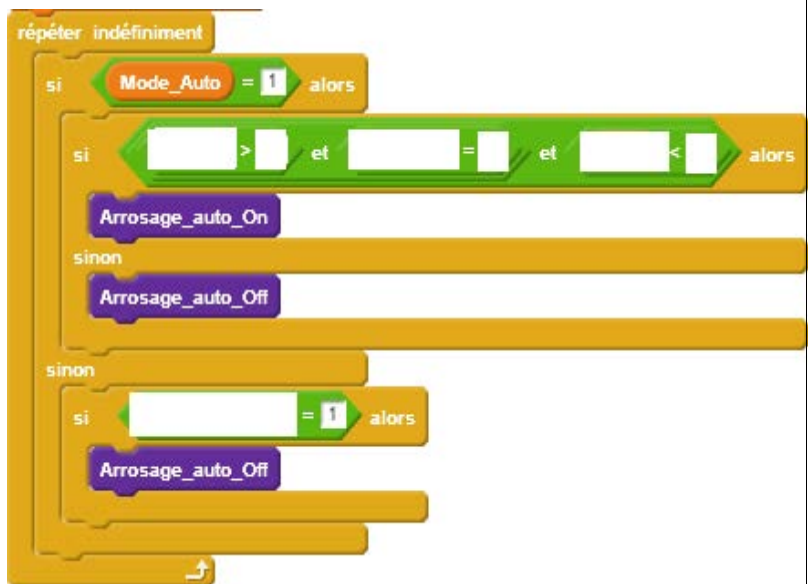 répéter indéfiniment
si Mode_Auto = 1 alors
si > et = et < alors
Arrosage_auto_On
sinon
Arrosage_auto_Off
sinon
si = 1 alors
Arrosage_auto_Off